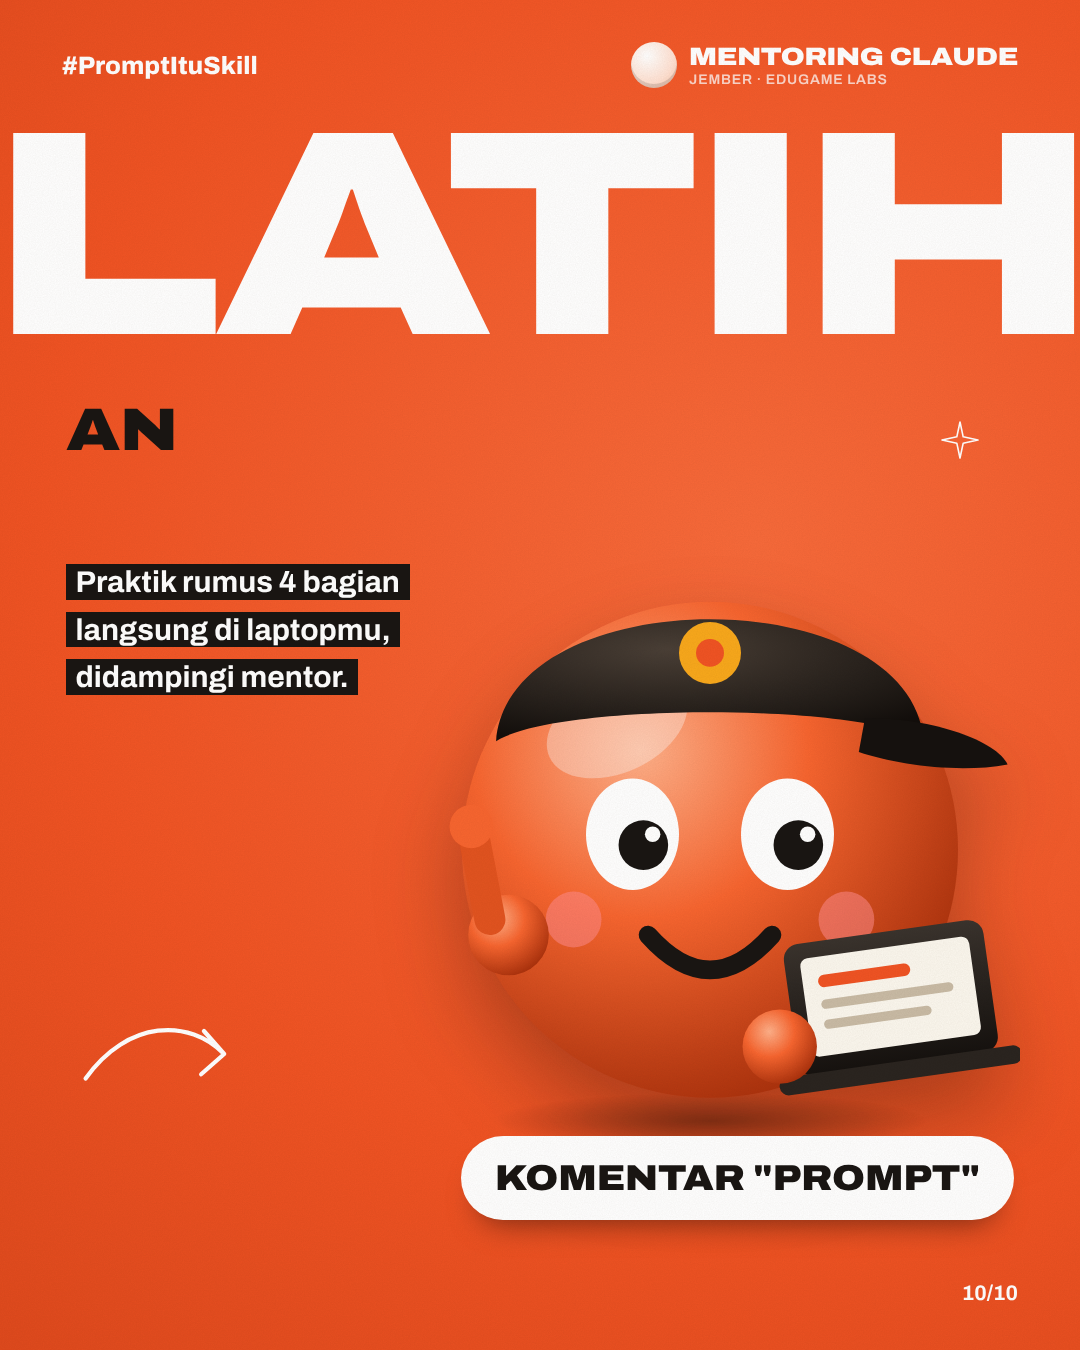 #PromptItuSkill
MENTORING CLAUDE
JEMBER · EDUGAME LABS
LATIH
AN
Praktik rumus 4 bagian
langsung di laptopmu,
didampingi mentor.
KOMENTAR "PROMPT"
10/10